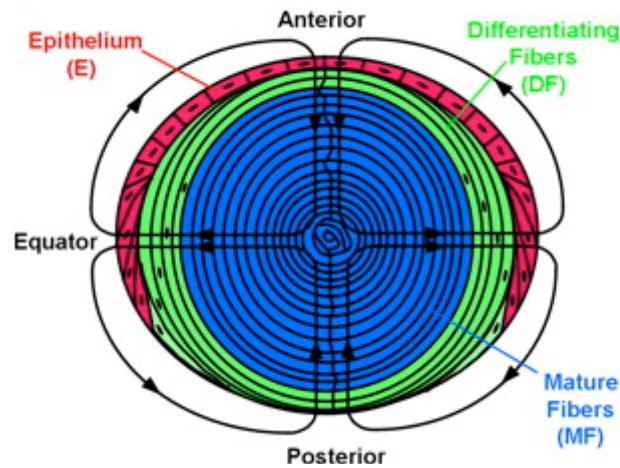 Anterior
Epithelium
(E)
Differentiating
Fibers
(DF)
Equator
Mature
Fibers
(MF)
Posterior